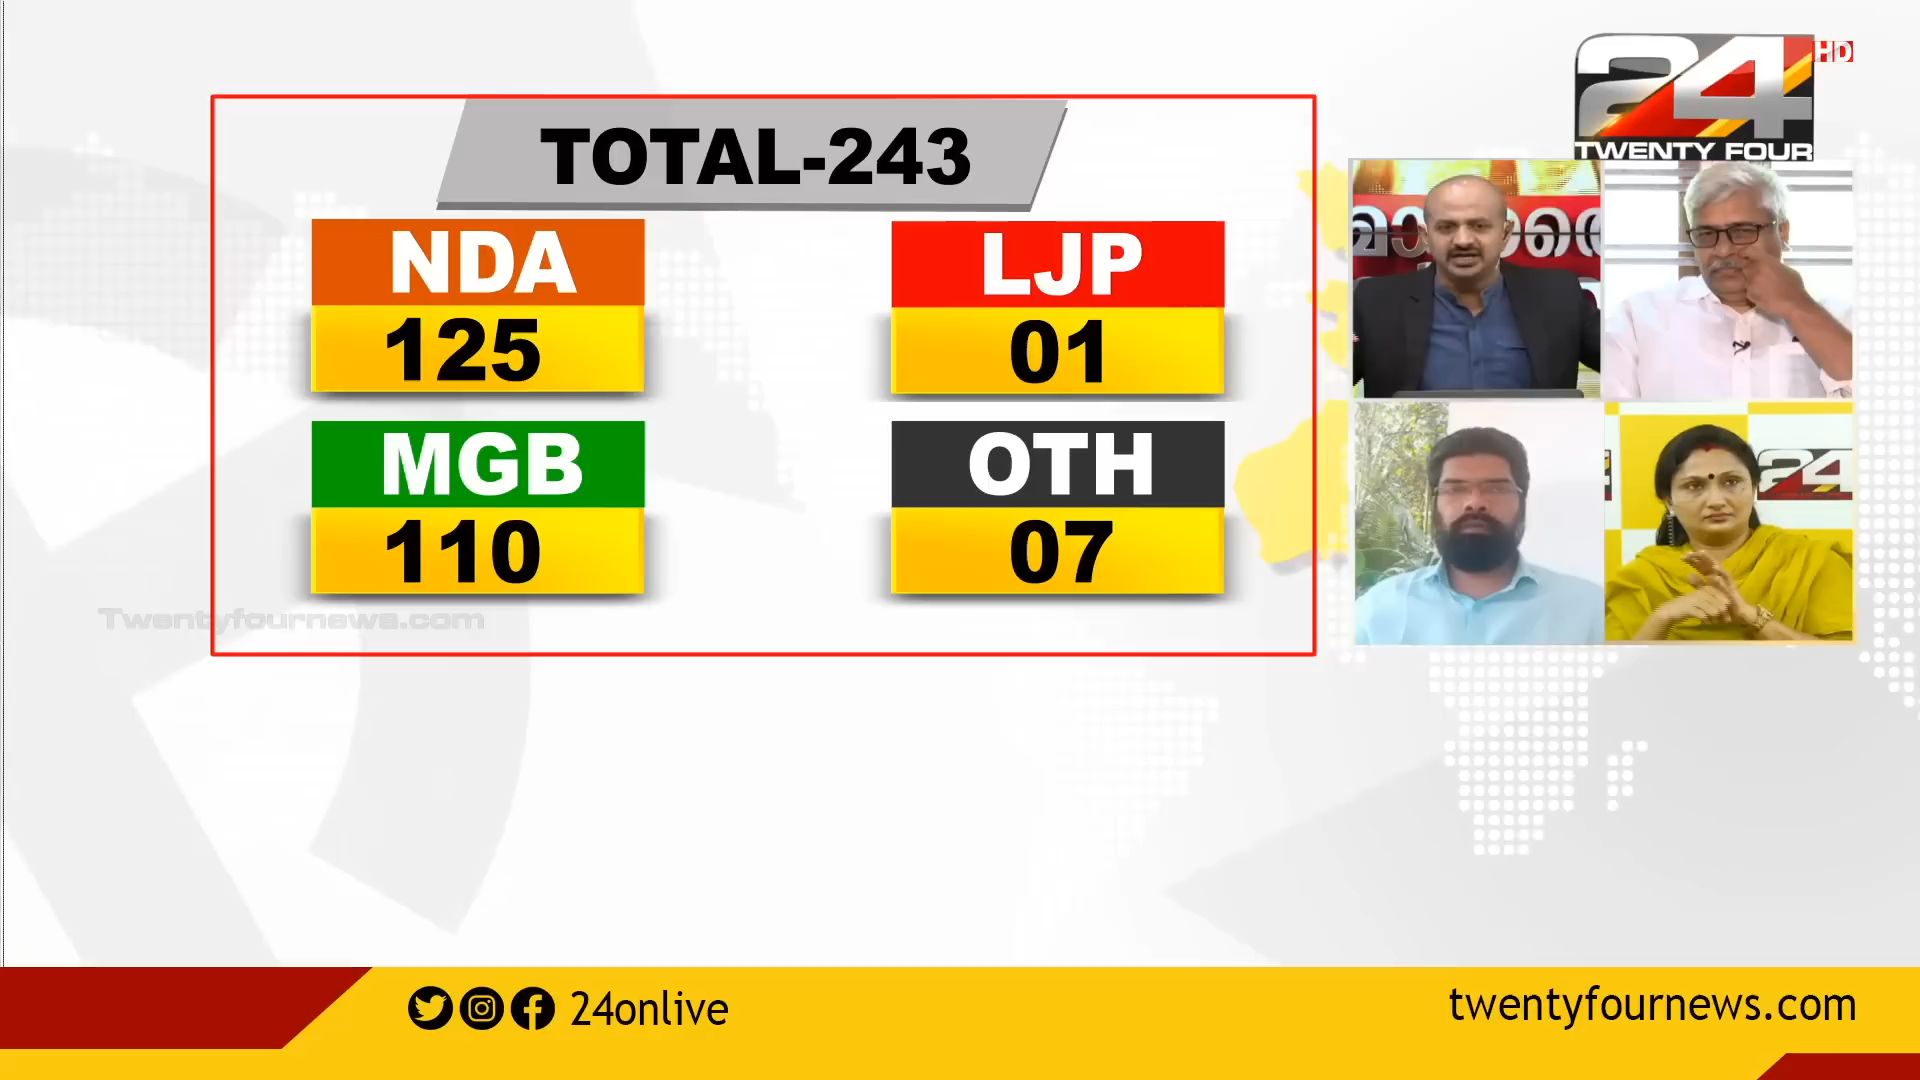 TOTAL-243
NDA
125
LJP
01
MGB
110
OTH
07
Twentyfournews.com
24
HD
TWENTY FOUR
24
24onlive
twentyfournews.com